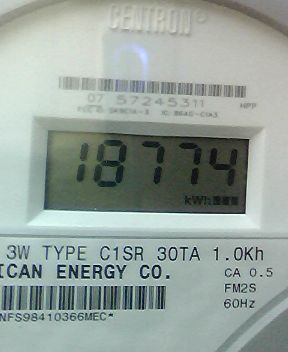 CENTRON®
07 57245311 HPP
18774
kWh
3W TYPE C1SR 30TA 1.0Kh
ICAN ENERGY CO. CA 0.5
FM2S
60Hz
NFS98410366MEC*